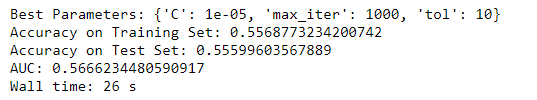 Best Parameters: {'C': 1e-05, 'max_iter': 1000, 'tol': 10}
Accuracy on Training Set: 0.5568773234200742
Accuracy on Test Set: 0.55599603567889
AUC: 0.5666234480590917
Wall time: 26 s